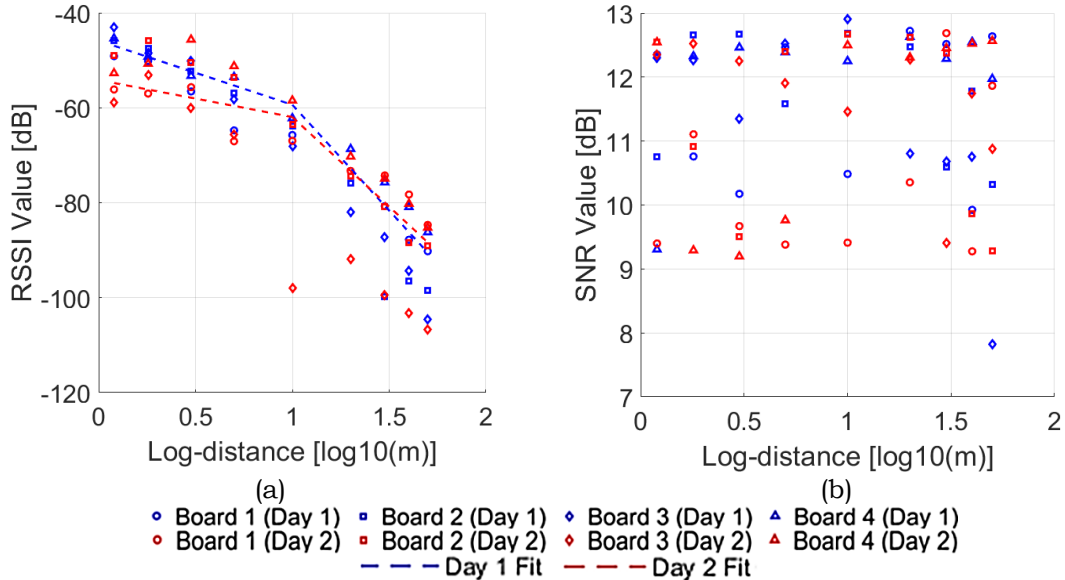 -40
-60
-80
-100
-120
RSSI Value [dB]
0
0.5
1
1.5
2
Log-distance [log10(m)]
(a)
13
12
11
10
9
8
7
SNR Value [dB]
0
0.5
1
1.5
2
Log-distance [log10(m)]
(b)
Board 1 (Day 1) Board 2 (Day 1) Board 3 (Day 1) Board 4 (Day 1)
Board 1 (Day 2) Board 2 (Day 2) Board 3 (Day 2) Board 4 (Day 2)
Day 1 Fit Day 2 Fit